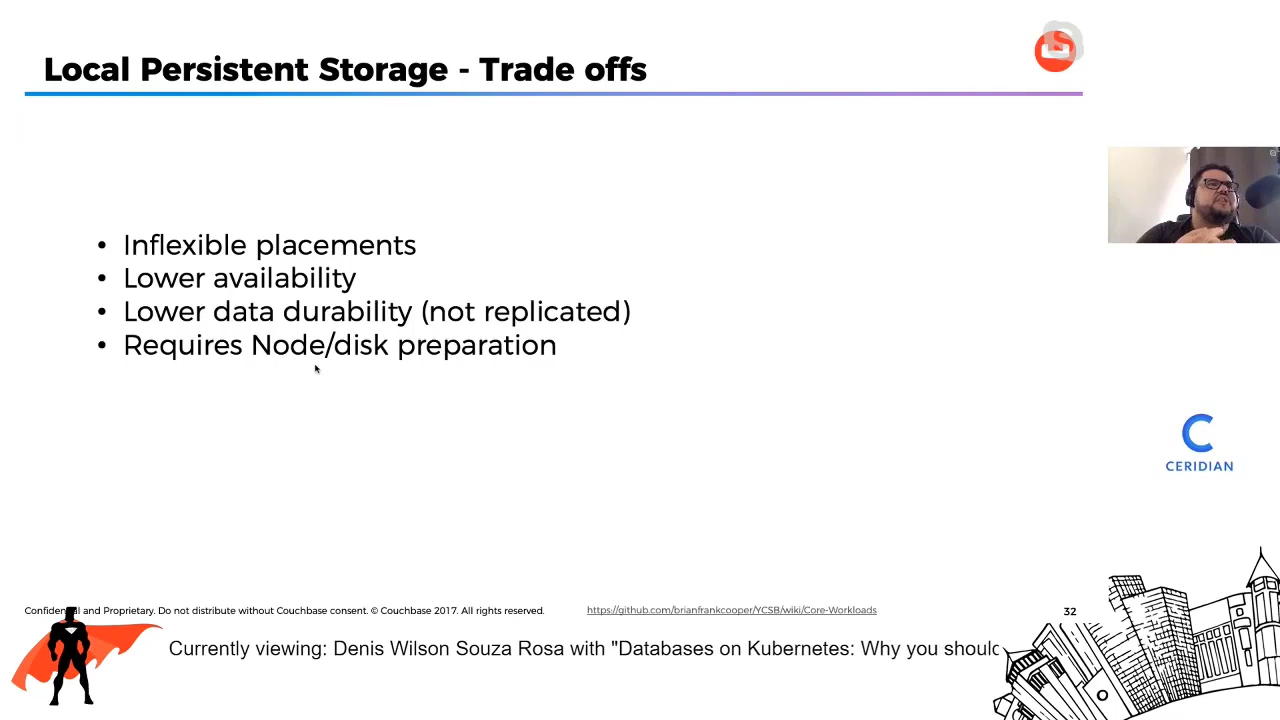 Local Persistent Storage - Trade offs
• Inflexible placements
• Lower availability
• Lower data durability (not replicated)
• Requires Node/disk preparation
CERIDIAN
Confidential and Proprietary. Do not distribute without Couchbase consent. © Couchbase 2017. All rights reserved.
https://github.com/brianfrankcooper/YCSB/wiki/Core-Workloads
32
Currently viewing: Denis Wilson Souza Rosa with "Databases on Kubernetes: Why you should